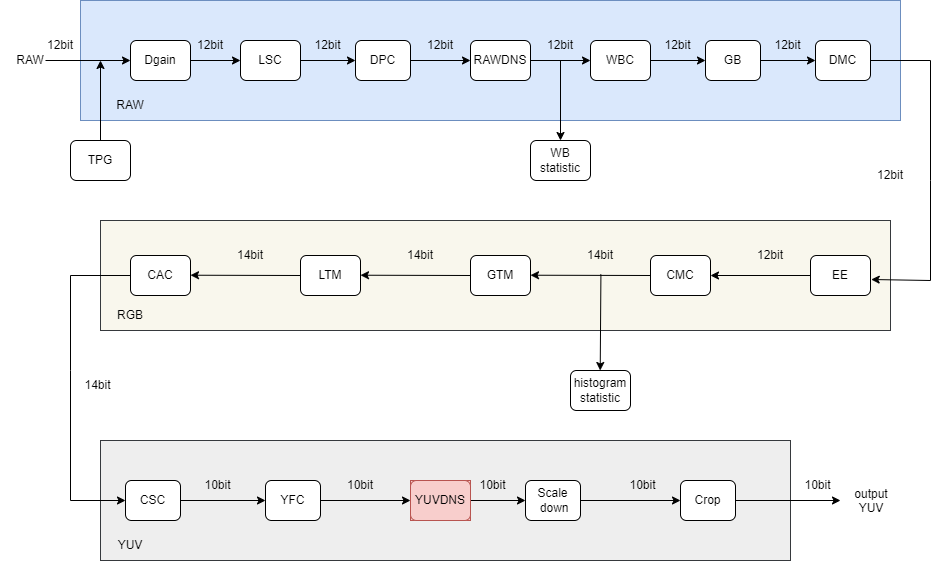 12bit
12bit
12bit
12bit
12bit
12bit
12bit
RAW
Dgain
LSC
DPC
RAWDNS
WBC
GB
DMC
RAW
TPG
WB
statistic
12bit
14bit
14bit
14bit
12bit
CAC
LTM
GTM
CMC
EE
RGB
14bit
histogram
statistic
10bit
10bit
10bit
10bit
10bit
CSC
YFC
YUVDNS
Scale
down
Crop
output
YUV
YUV